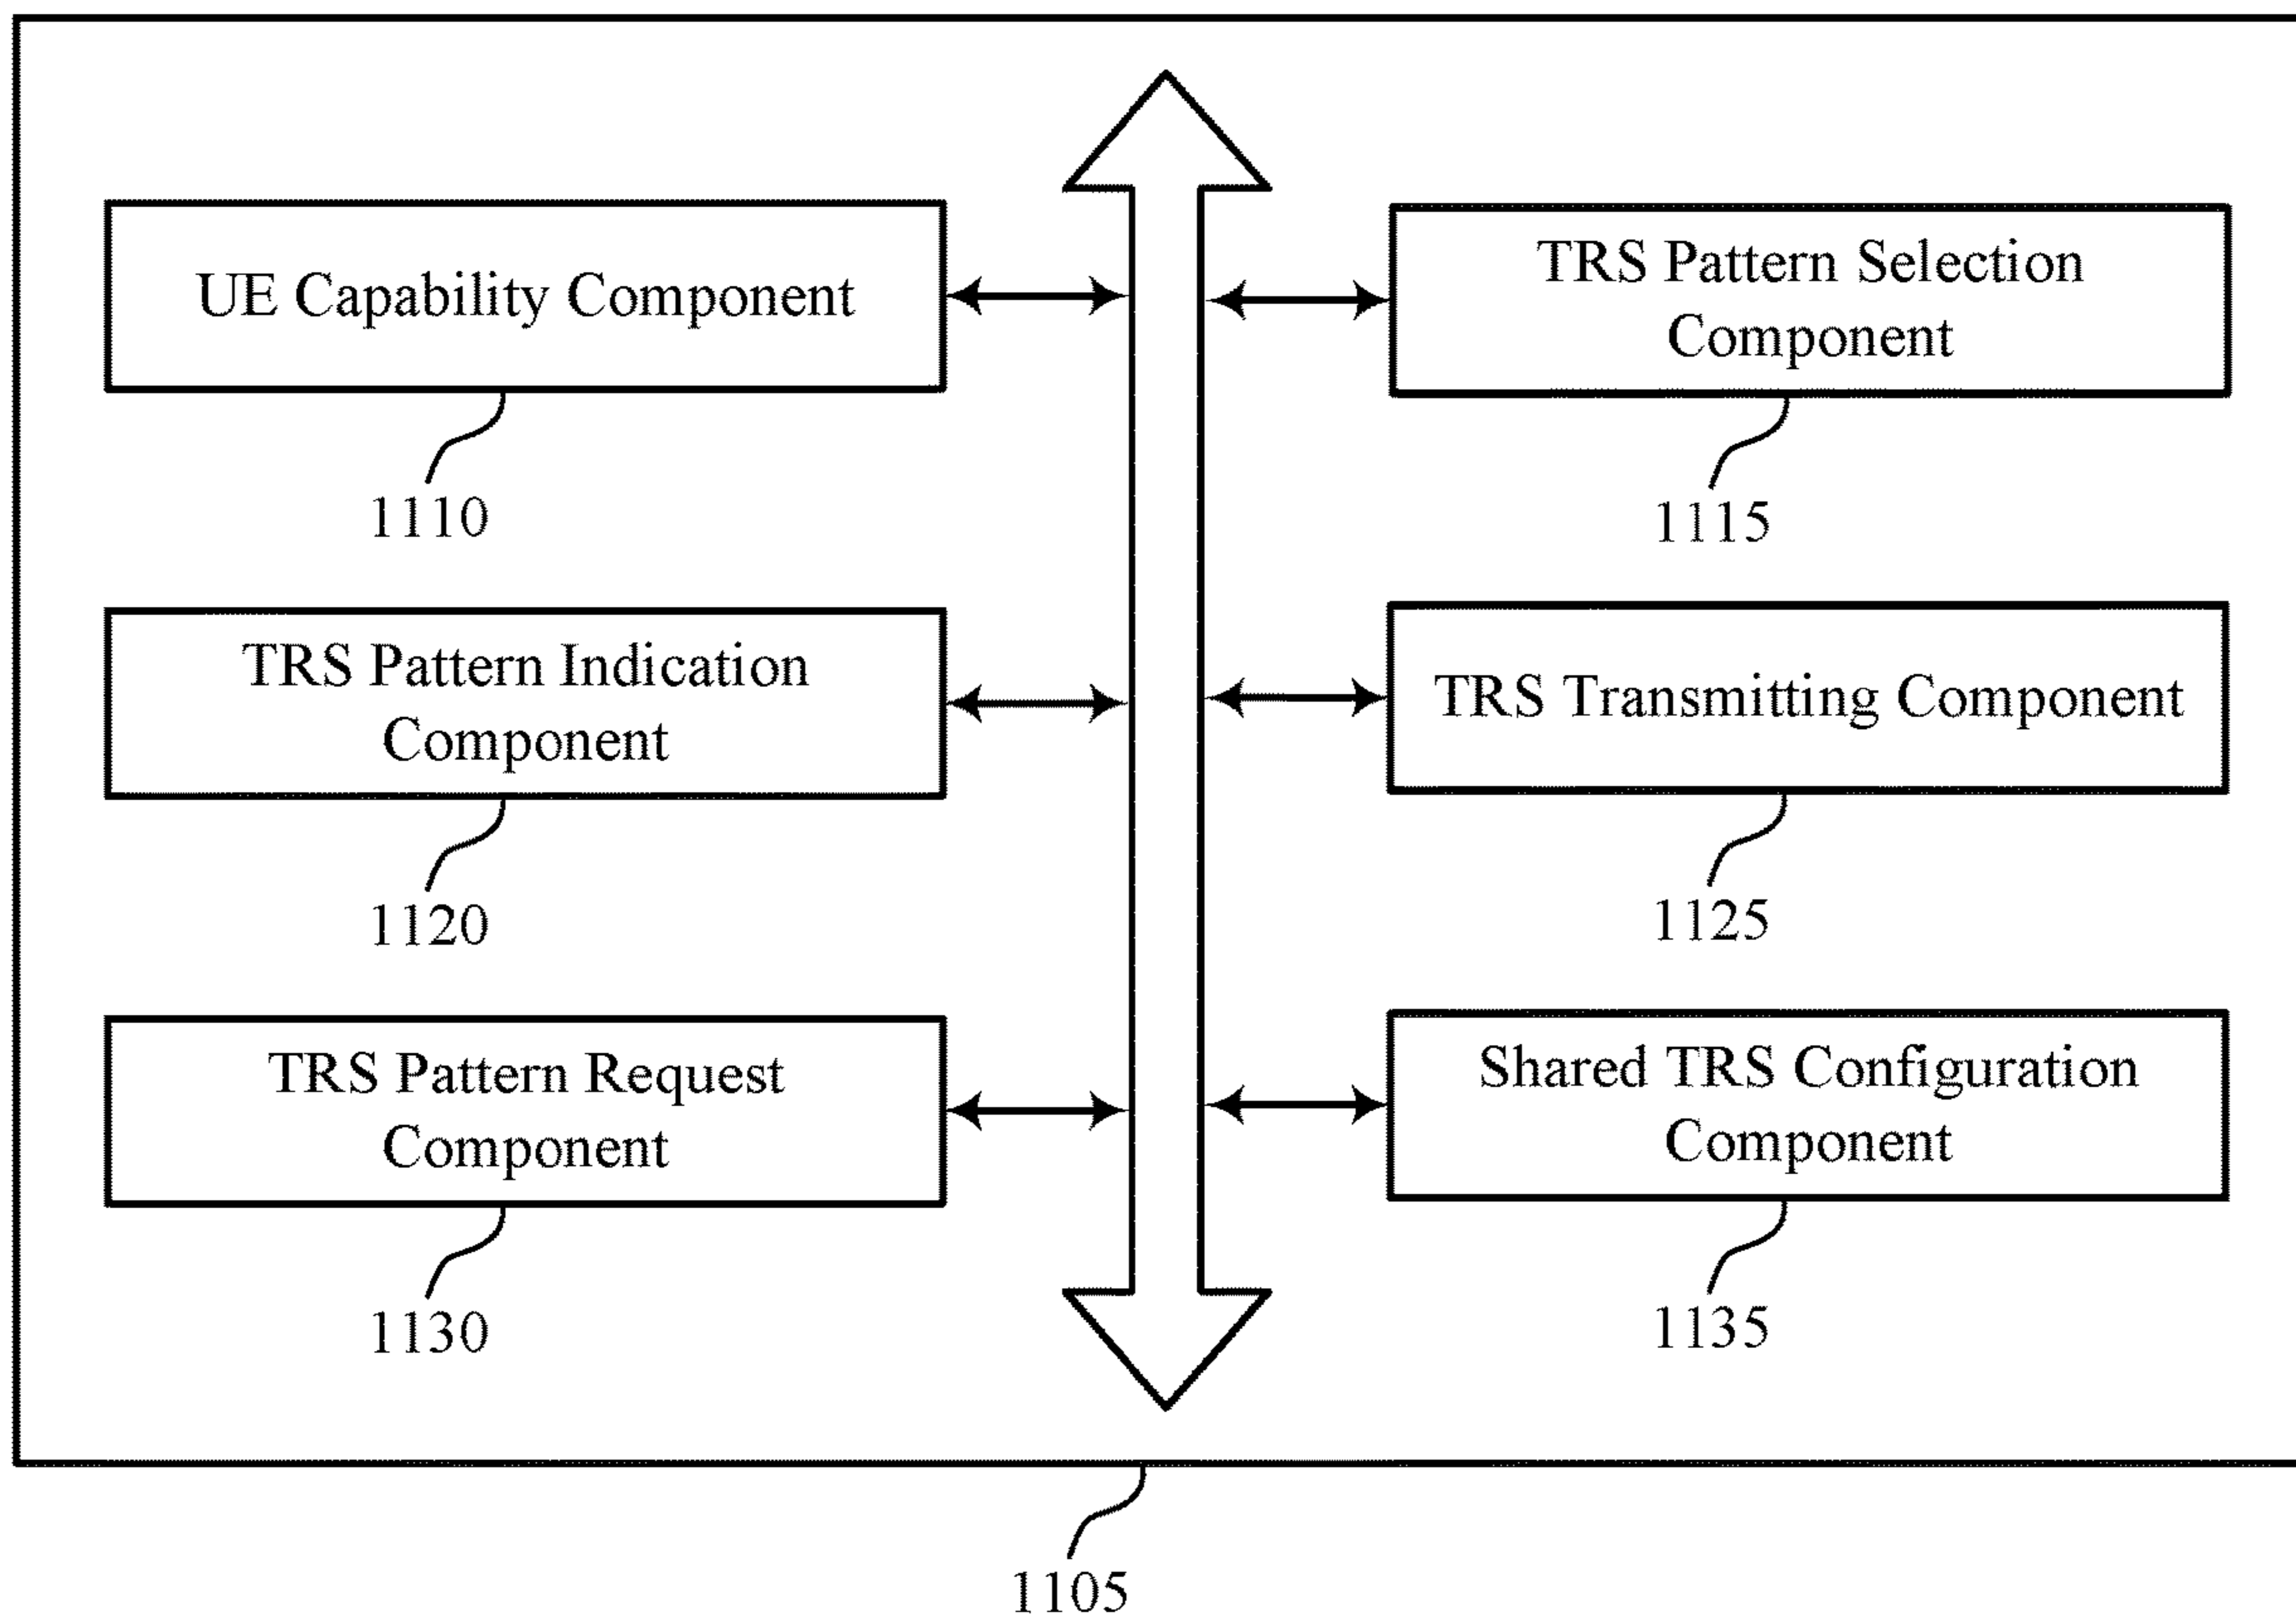 UE Capability Component
1110
TRS Pattern Selection
Component
1115
TRS Pattern Indication
Component
1120
TRS Transmitting Component
1125
TRS Pattern Request
Component
1130
Shared TRS Configuration
Component
1135
1105